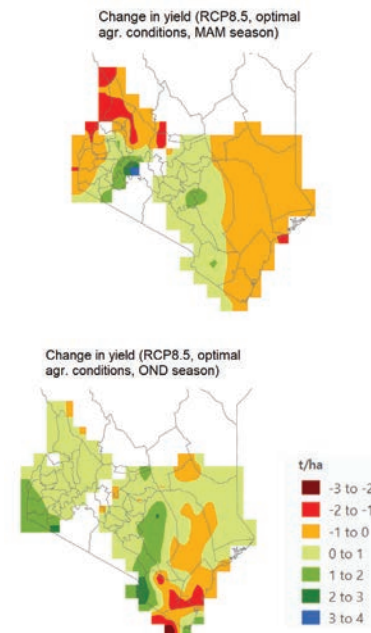 Change in yield (RCP8.5, optimal
agr. conditions, MAM season)
Change in yield (RCP8.5, optimal
agr. conditions, OND season)
t/ha
-3 to -2
-2 to -1
-1 to 0
0 to 1
1 to 2
2 to 3
3 to 4